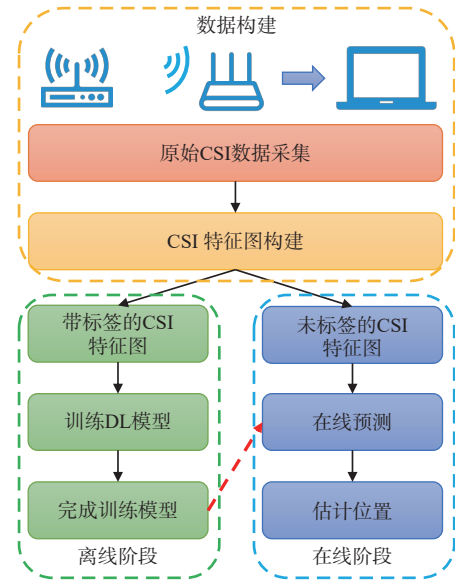 数据构建
原始CSI数据采集
CSI 特征图构建
带标签的CSI
特征图
训练DL模型
完成训练模型
离线阶段
未标签的CSI
特征图
在线预测
估计位置
在线阶段